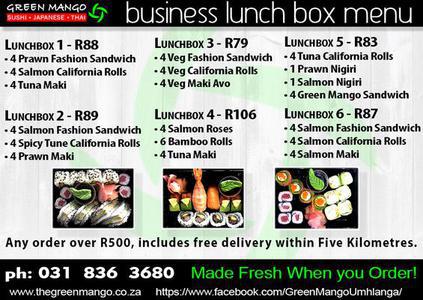 GREEN MANGO
SUSHI • JAPANESE • THAI
business lunch box menu
LUNCHBOX 1 - R88
• 4 Prawn Fashion Sandwich
• 4 Salmon California Rolls
• 4 Tuna Maki
LUNCHBOX 2 - R89
• 4 Salmon Fashion Sandwich
• 4 Spicy Tune California Rolls
• 4 Prawn Maki
LUNCHBOX 3 - R79
• 4 Veg Fashion Sandwich
• 4 Veg California Rolls
• 4 Veg Maki Avo
LUNCHBOX 4 - R106
• 4 Salmon Roses
• 6 Bamboo Rolls
• 4 Tuna Maki
LUNCHBOX 5 - R83
• 4 Tuna California Rolls
• 1 Prawn Nigiri
• 1 Salmon Nigiri
• 4 Green Mango Sandwich
LUNCHBOX 6 - R87
• 4 Salmon Fashion Sandwich
• 4 Salmon California Rolls
• 4 Salmon Maki
Any order over R500, includes free delivery within Five Kilometres.
ph: 031 836 3680 Made Fresh When you Order!
www.thegreenmango.co.za https://www.facebook.com/GreenMangoUmhlanga/